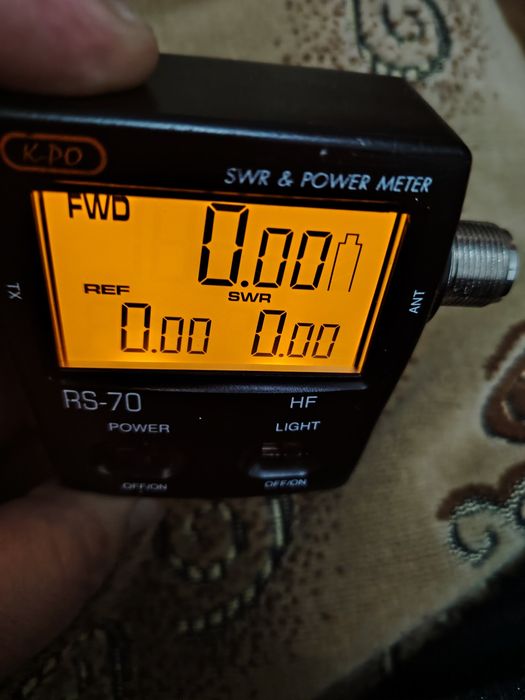 K-PO
SWR & POWER METER
FWD 0.00
TX
ANT
REF 0.00 SWR 0.00
RS-70 HF
POWER LIGHT
OFF/ON OFF/ON